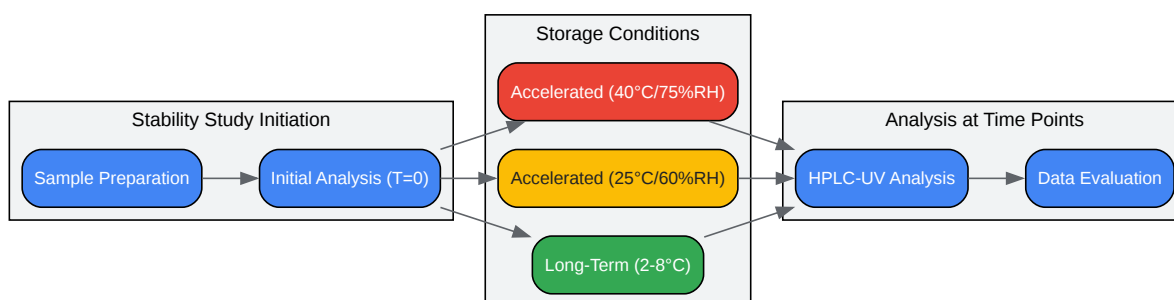 Stability Study Initiation
Sample Preparation
Initial Analysis (T=0)
Storage Conditions
Accelerated (40°C/75%RH)
Accelerated (25°C/60%RH)
Long-Term (2-8°C)
Analysis at Time Points
HPLC-UV Analysis
Data Evaluation